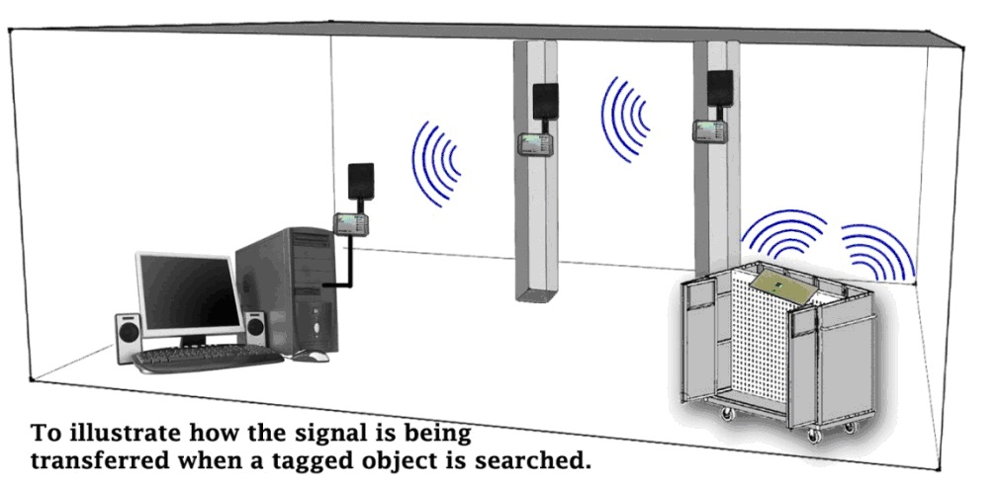 To illustrate how the signal is being
transferred when a tagged object is searched.